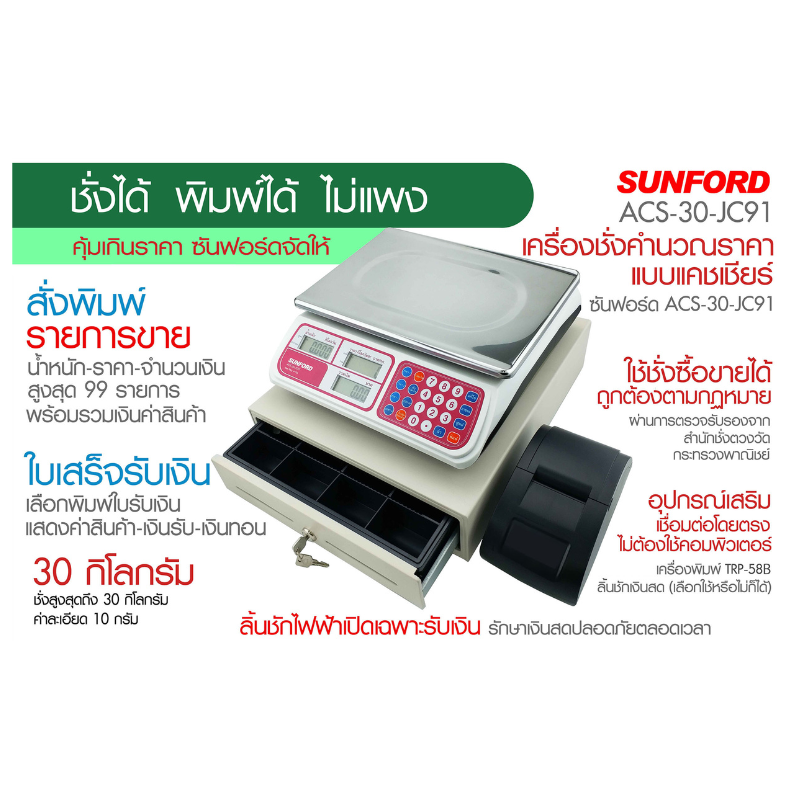 ชั่งได้ พิมพ์ได้ ไม่แพง
คุ้มเกินราคา ซันฟอร์ดจัดให้
SUNFORD
ACS-30-JC91
เครื่องชั่งคำนวณราคา
แบบแคชเชียร์
ซันฟอร์ด ACS-30-JC91
สั่งพิมพ์
รายการขาย
น้ำหนัก-ราคา-จำนวนเงิน
สูงสุด 99 รายการ
พร้อมรวมเงินค่าสินค้า
ใบเสร็จรับเงิน
เลือกพิมพ์ใบรับเงิน
แสดงค่าสินค้า-เงินรับ-เงินทอน
30 กิโลกรัม
ชั่งสูงสุดถึง 30 กิโลกรัม
ค่าละเอียด 10 กรัม
SUNFORD
7 8 9
4 5 6
1 2 3
0
ใช้ชั่งซื้อขายได้
ถูกต้องตามกฎหมาย
ผ่านการตรวจรับรองจาก
สำนักชั่งตวงวัด
กระทรวงพาณิชย์
อุปกรณ์เสริม
เชื่อมต่อโดยตรง
ไม่ต้องใช้คอมพิวเตอร์
เครื่องพิมพ์ TRP-58B
ลิ้นชักเงินสด (เลือกใช้หรือไม่ก็ได้)
ลิ้นชักไฟฟ้าเปิดเฉพาะรับเงิน รักษาเงินสดปลอดภัยตลอดเวลา